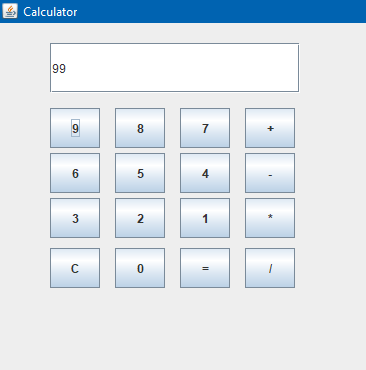 Calculator
99
9 8 7 +
6 5 4 -
3 2 1 *
C 0 = /